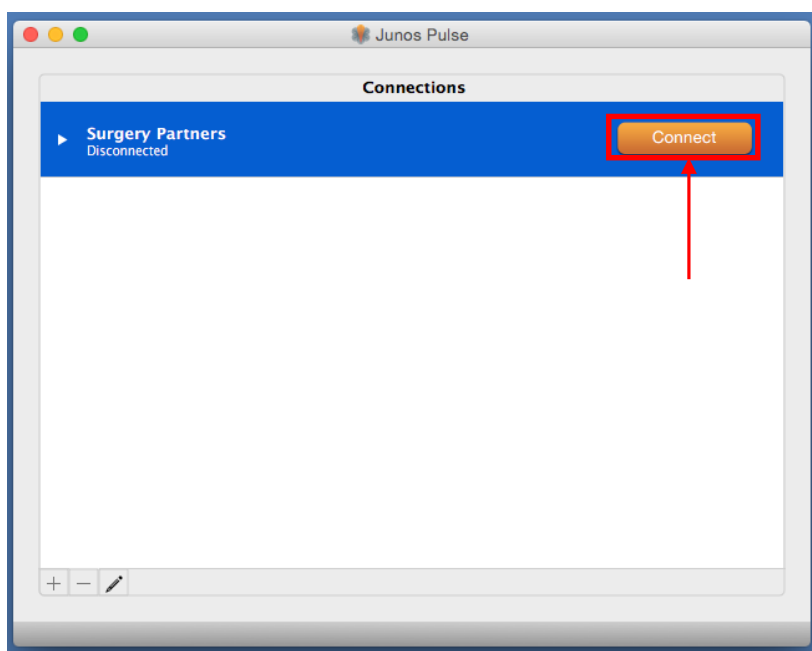 Junos Pulse
Connections
Surgery Partners
Disconnected
Connect